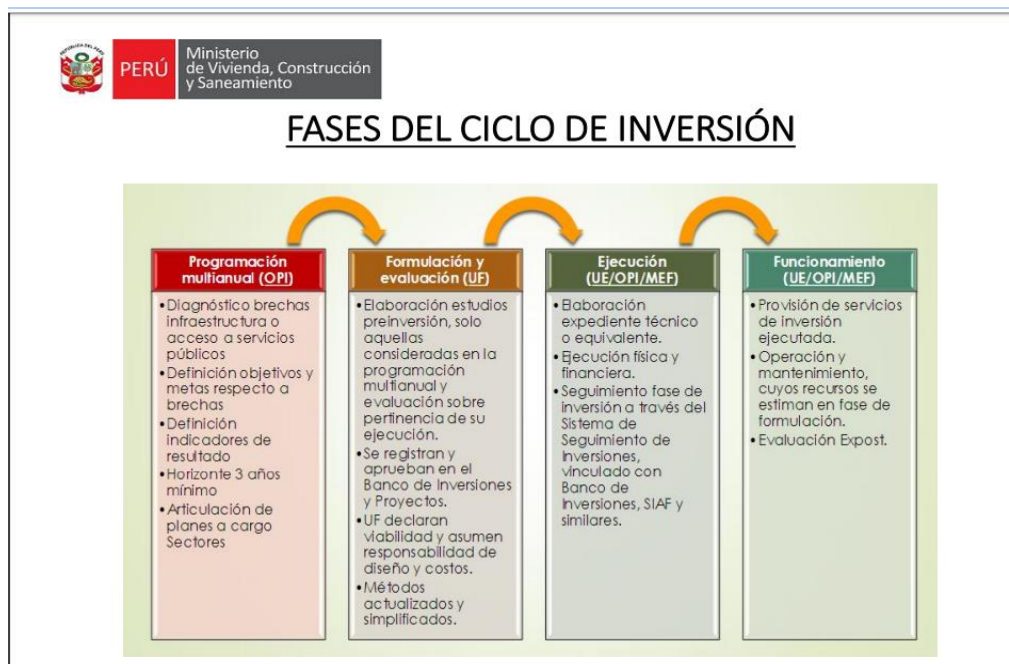 REPUBLICA DEL PERU
PERÚ
Ministerio
de Vivienda, Construcción
y Saneamiento
FASES DEL CICLO DE INVERSIÓN
Programación
multianual (OPI)
•Diagnóstico brechas
infraestructura o
acceso a servicios
públicos
•Definición objetivos y
metas respecto a
brechas
•Definición
indicadores de
resultado
•Horizonte 3 años
mínimo
•Articulación de
planes a cargo
Sectores
Formulación y
evaluación (UF)
•Elaboración estudios
preinversión, solo
aquellas
consideradas en la
programación
multianual y
evaluación sobre
pertinencia de su
ejecución.
•Se registran y
aprueban en el
Banco de Inversiones
y Proyectos.
•UF declaran
viabilidad y asumen
responsabilidad de
diseño y costos.
•Métodos
actualizados y
simplificados.
Ejecución
(UE/OPI/MEF)
•Elaboración
expediente técnico
o equivalente.
•Ejecución física y
financiera.
•Seguimiento fase de
inversión a través del
Sistema de
Seguimiento de
Inversiones,
vinculado con
Banco de
Inversiones, SIAF y
similares.
Funcionamiento
(UE/OPI/MEF)
•Provisión de servicios
de inversión
ejecutada.
•Operación y
mantenimiento,
cuyos recursos se
estiman en fase de
formulación.
•Evaluación Expost.